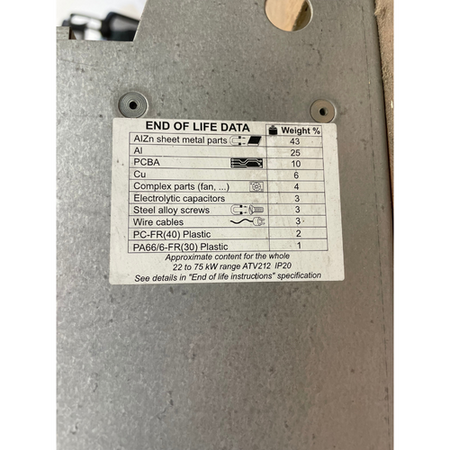 END OF LIFE DATA Weight %
AlZn sheet metal parts 43
Al 25
PCBA 10
Cu 6
Complex parts (fan, ...) 4
Electrolytic capacitors 3
Steel alloy screws 3
Wire cables 3
PC-FR(40) Plastic 2
PA66/6-FR(30) Plastic 1
Approximate content for the whole
22 to 75 kW range ATV212 IP20
See details in "End of life instructions" specification